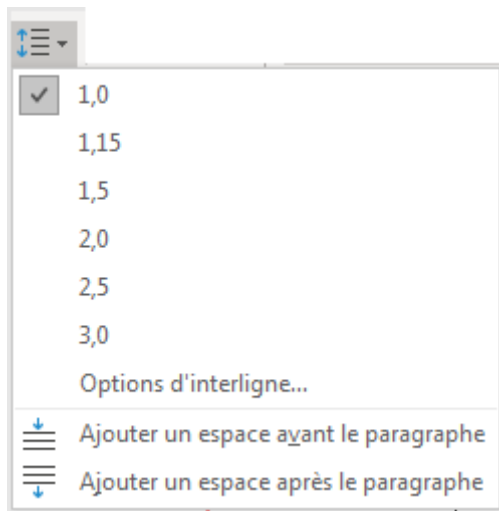 1,0
1,15
1,5
2,0
2,5
3,0
Options d'interligne...
Ajouter un espace avant le paragraphe
Ajouter un espace après le paragraphe